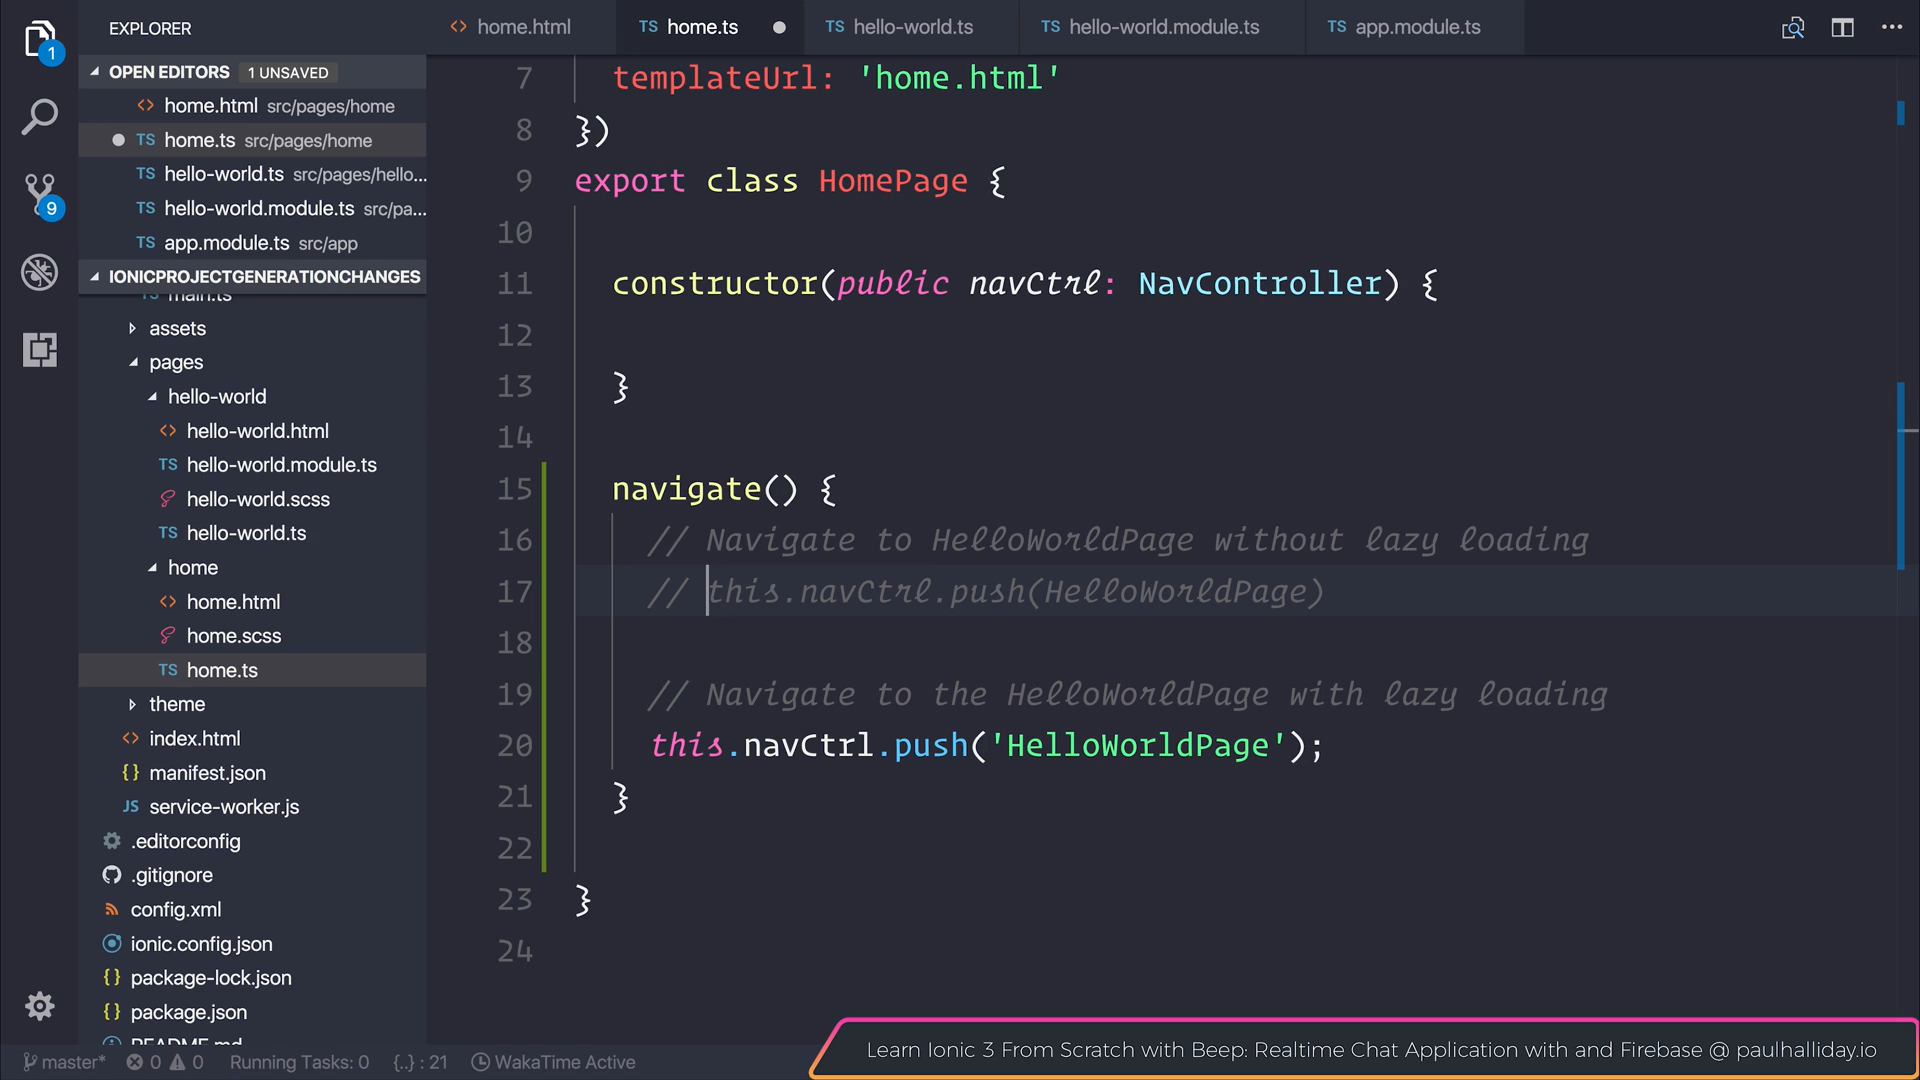 EXPLORER
OPEN EDITORS 1 UNSAVED
home.html src/pages/home
TS home.ts src/pages/home
TS hello-world.ts src/pages/hello...
TS hello-world.module.ts src/pa...
TS app.module.ts src/app
IONICPROJECTGENERATIONCHANGES
TS main.ts
assets
pages
hello-world
<> hello-world.html
TS hello-world.module.ts
hello-world.scss
TS hello-world.ts
home
<> home.html
home.scss
TS home.ts
theme
<> index.html
{} manifest.json
JS service-worker.js
.editorconfig
.gitignore
config.xml
ionic.config.json
{} package-lock.json
{} package.json
README.md
1
9
<> home.html
TS home.ts
TS hello-world.ts
TS hello-world.module.ts
TS app.module.ts
7 templateUrl: 'home.html'
8 })
9 export class HomePage {
10
11 constructor(public navCtrl: NavController) {
12
13 }
14
15 navigate() {
16 // Navigate to HelloWorldPage without lazy loading
17 // this.navCtrl.push(HelloWorldPage)
18
19 // Navigate to the HelloWorldPage with lazy loading
20 this.navCtrl.push('HelloWorldPage');
21 }
22
23 }
24
master* 0 0 Running Tasks: 0 {..} : 21 WakaTime Active
Learn Ionic 3 From Scratch with Beep: Realtime Chat Application with and Firebase @ paulhalliday.io